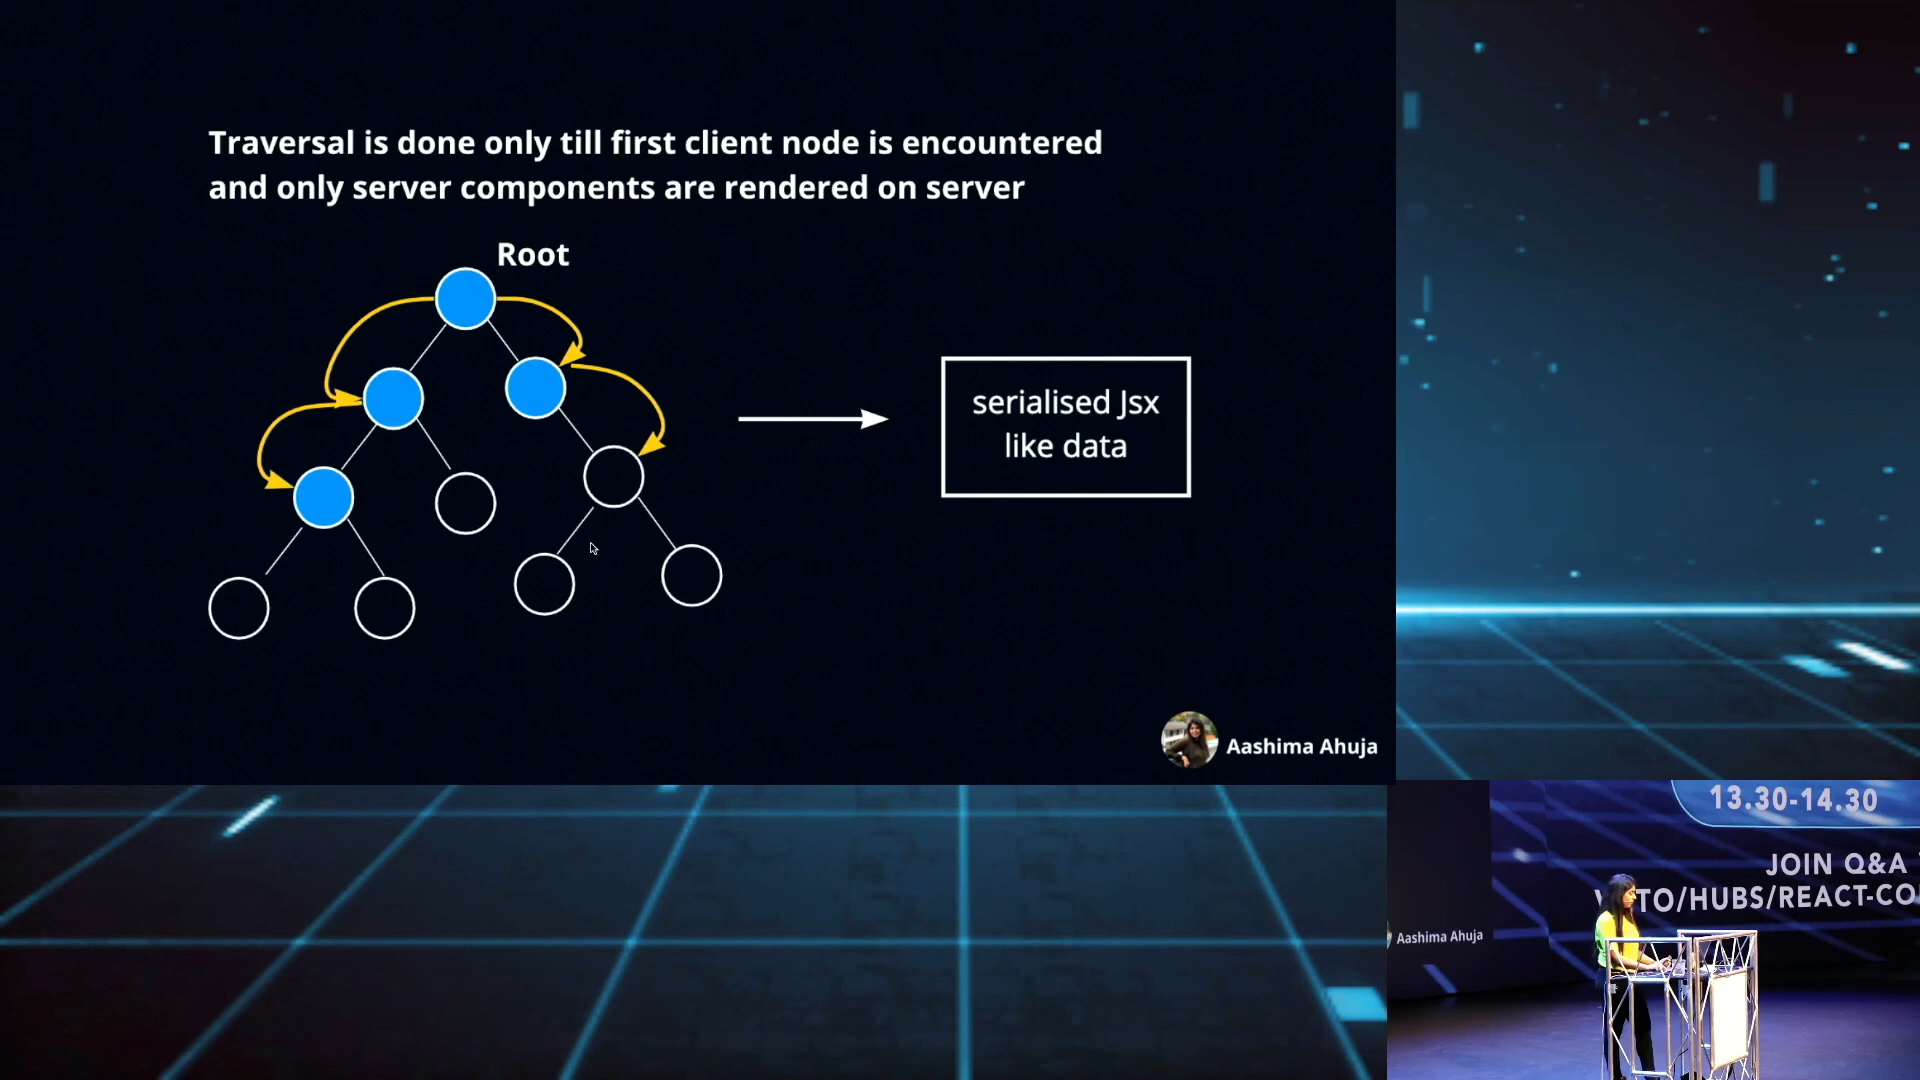 Traversal is done only till first client node is encountered
and only server components are rendered on server
Root
serialised Jsx
like data
Aashima Ahuja
13.30-14.30
JOIN Q&A
TO/HUBS/REACT-CO
Aashima Ahuja